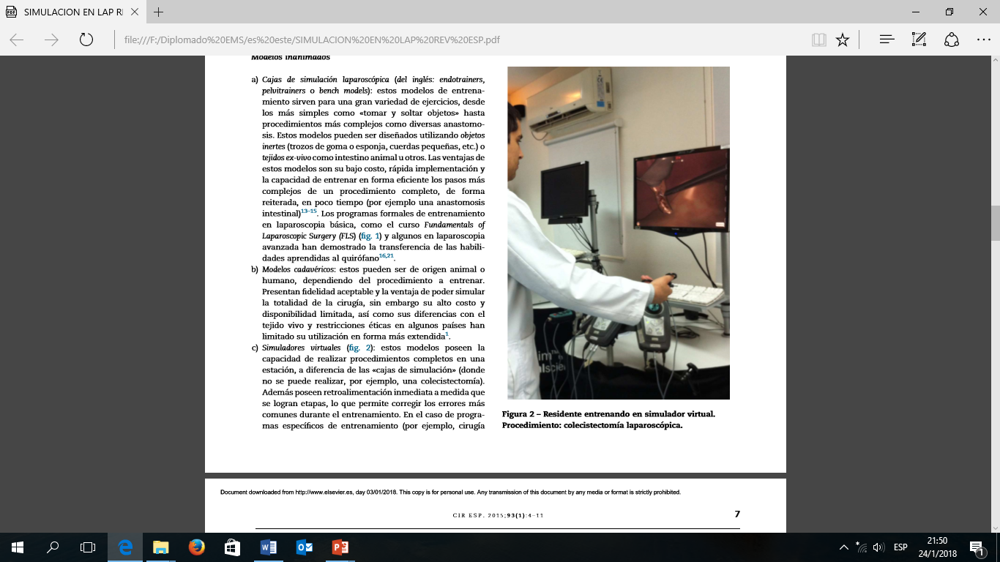 SIMULACION EN LAP RE
file:///F:/Diplomado%20EMS/es%20este/SIMULACION%20EN%20LAP%20REV%20ESP.pdf
Modelos inanimados
a) Cajas de simulación laparoscópica (del inglés: endotrainers,
pelvitrainers o bench models): estos modelos de entrena-
miento sirven para una gran variedad de ejercicios, desde
los más simples como «tomar y soltar objetos» hasta
procedimientos más complejos como diversas anastomo-
sis. Estos modelos pueden ser diseñados utilizando objetos
inertes (trozos de goma o esponja, cuerdas pequeñas, etc.) o
tejidos ex-vivo como intestino animal u otros. Las ventajas de
estos modelos son su bajo costo, rápida implementación y
la capacidad de entrenar en forma eficiente los pasos más
complejos de un procedimiento completo, de forma
reiterada, en poco tiempo (por ejemplo una anastomosis
intestinal)13–15. Los programas formales de entrenamiento
en laparoscopia básica, como el curso Fundamentals of
Laparoscopic Surgery (FLS) (fig. 1) y algunos en laparoscopia
avanzada han demostrado la transferencia de las habili-
dades aprendidas al quirófano16,21.
b) Modelos cadavéricos: estos pueden ser de origen animal o
humano, dependiendo del procedimiento a entrenar.
Presentan fidelidad aceptable y la ventaja de poder simular
la totalidad de la cirugía, sin embargo su alto costo y
disponibilidad limitada, así como sus diferencias con el
tejido vivo y restricciones éticas en algunos países han
limitado su utilización en forma más extendida1.
c) Simuladores virtuales (fig. 2): estos modelos poseen la
capacidad de realizar procedimientos completos en una
estación, a diferencia de las «cajas de simulación» (donde
no se puede realizar, por ejemplo, una colecistectomía).
Además poseen retroalimentación inmediata a medida que
se logran etapas, lo que permite corregir los errores más
comunes durante el entrenamiento. En el caso de progra-
mas específicos de entrenamiento (por ejemplo, cirugía
Figura 2 – Residente entrenando en simulador virtual.
Procedimiento: colecistectomía laparoscópica.
Document downloaded from http://www.elsevier.es, day 03/01/2018. This copy is for personal use. Any transmission of this document by any media or format is strictly prohibited.
CIR ESP. 2015;93(1):4–11
7
ESP
21:50
24/1/2018
1